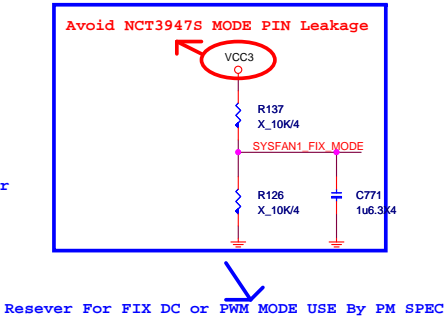 Avoid NCT3947S MODE PIN Leakage
VCC3
R137
X_10K/4
SYSFAN1_FIX_MODE
r
R126
X_10K/4
C771
1u6.3X4
Resever For FIX DC or PWM MODE USE By PM SPEC